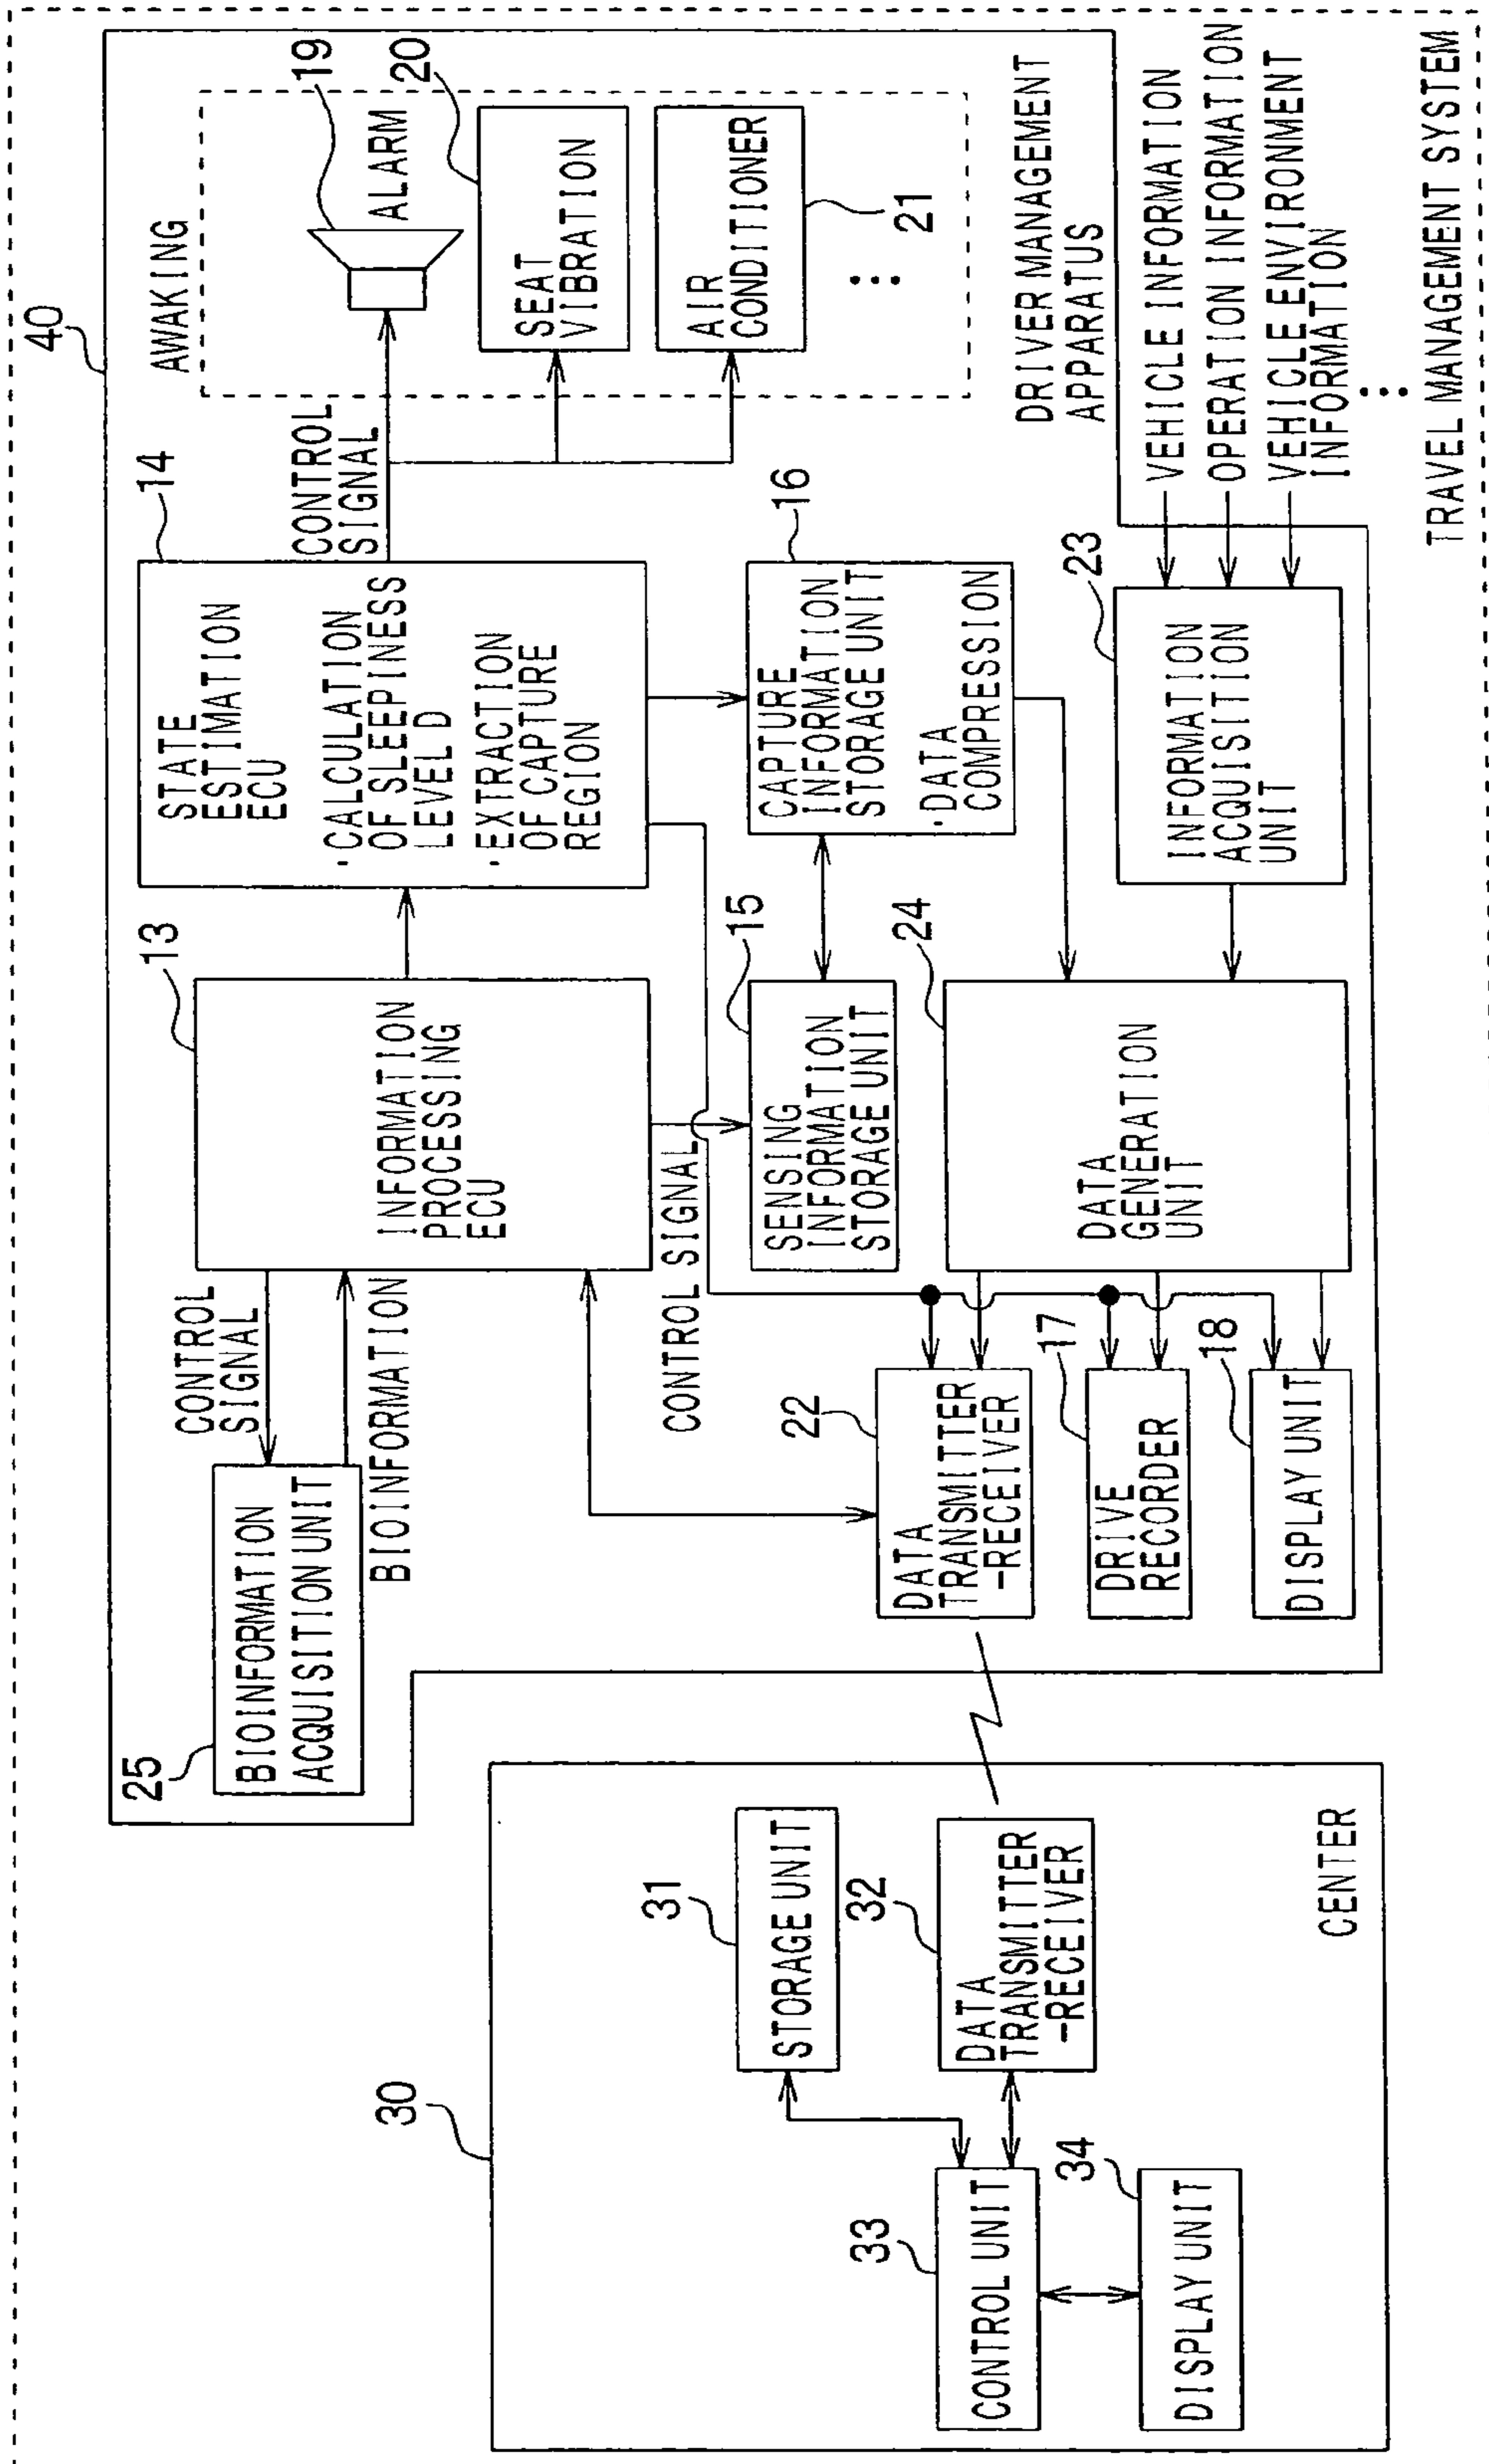 40
25
BIOINFORMATION
ACQUISITION UNIT
CONTROL
SIGNAL
BIOINFORMATION
13
INFORMATION
PROCESSING
ECU
14
STATE
ESTIMATION
ECU
·CALCULATION
OF SLEEPINESS
LEVEL D
·EXTRACTION
OF CAPTURE
REGION
CONTROL
SIGNAL
AWAKING
19
ALARM
20
SEAT
VIBRATION
AIR
CONDITIONER
21
DRIVER MANAGEMENT
APPARATUS
CONTROL SIGNAL
15
SENSING
INFORMATION
STORAGE UNIT
16
CAPTURE
INFORMATION
STORAGE UNIT
·DATA
COMPRESSION
22
DATA
TRANSMITTER
-RECEIVER
17
DRIVE
RECORDER
18
DISPLAY UNIT
24
DATA
GENERATION
UNIT
23
INFORMATION
ACQUISITION
UNIT
VEHICLE INFORMATION
OPERATION INFORMATION
VEHICLE ENVIRONMENT
INFORMATION
30
31
STORAGE UNIT
32
DATA
TRANSMITTER
-RECEIVER
33
CONTROL UNIT
34
DISPLAY UNIT
CENTER
TRAVEL MANAGEMENT SYSTEM